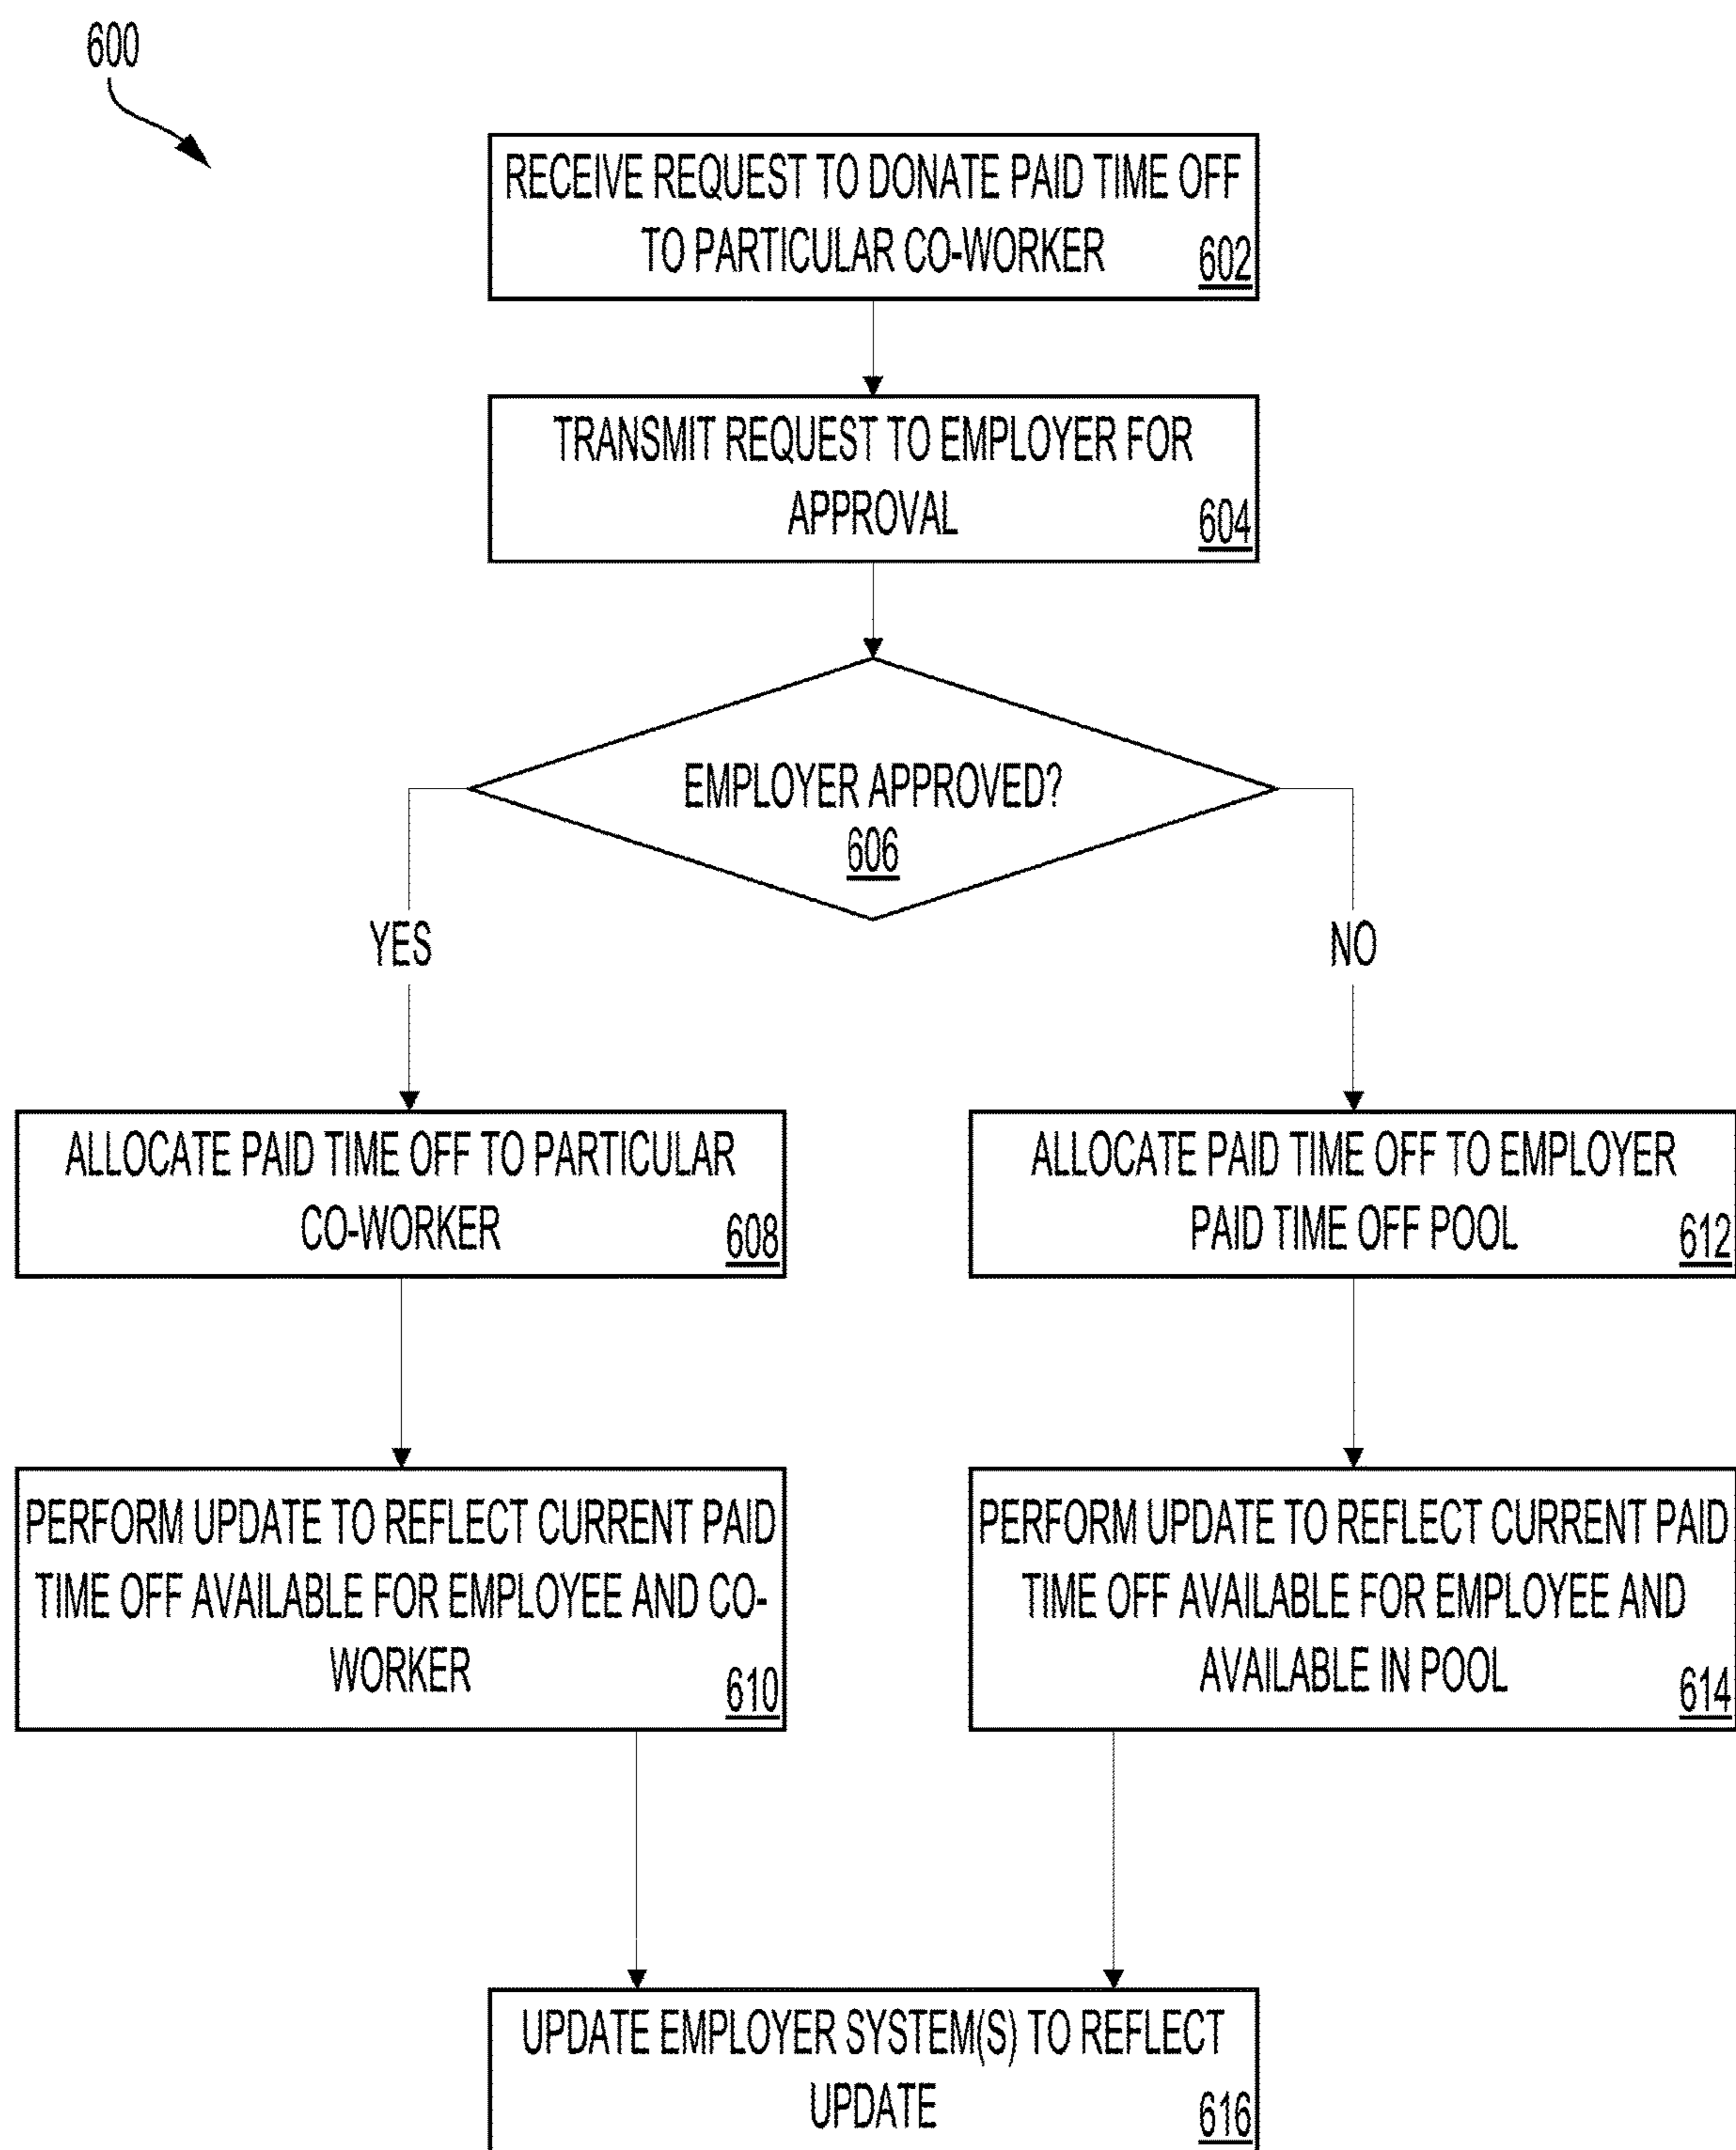 600
RECEIVE REQUEST TO DONATE PAID TIME OFF
TO PARTICULAR CO-WORKER
602
TRANSMIT REQUEST TO EMPLOYER FOR
APPROVAL
604
EMPLOYER APPROVED?
606
YES
NO
ALLOCATE PAID TIME OFF TO PARTICULAR
CO-WORKER
608
ALLOCATE PAID TIME OFF TO EMPLOYER
PAID TIME OFF POOL
612
PERFORM UPDATE TO REFLECT CURRENT PAID
TIME OFF AVAILABLE FOR EMPLOYEE AND CO-
WORKER
610
PERFORM UPDATE TO REFLECT CURRENT PAID
TIME OFF AVAILABLE FOR EMPLOYEE AND
AVAILABLE IN POOL
614
UPDATE EMPLOYER SYSTEM(S) TO REFLECT
UPDATE
616